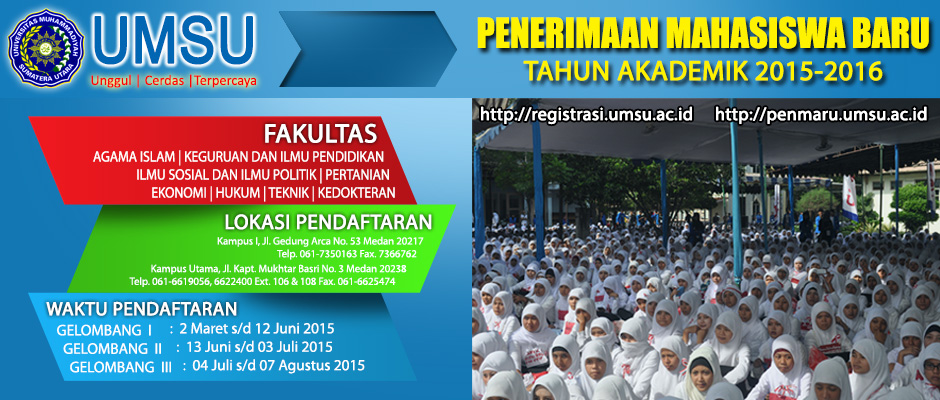 UNIVERSITAS MUHAMMADIYAH
SUMATERA UTARA
UMSU
Unggul | Cerdas |Terpercaya
PENERIMAAN MAHASISWA BARU
TAHUN AKADEMIK 2015-2016
http://registrasi.umsu.ac.id http://penmaru.umsu.ac.id
FAKULTAS
AGAMA ISLAM | KEGURUAN DAN ILMU PENDIDIKAN
ILMU SOSIAL DAN ILMU POLITIK | PERTANIAN
EKONOMI | HUKUM | TEKNIK | KEDOKTERAN
LOKASI PENDAFTARAN
Kampus I, Jl. Gedung Arca No. 53 Medan 20217
Telp. 061-7350163 Fax. 7366762
Kampus Utama, Jl. Kapt. Mukhtar Basri No. 3 Medan 20238
Telp. 061-6619056, 6622400 Ext. 106 & 108 Fax. 061-6625474
WAKTU PENDAFTARAN
GELOMBANG I : 2 Maret s/d 12 Juni 2015
GELOMBANG II : 13 Juni s/d 03 Juli 2015
GELOMBANG III : 04 Juli s/d 07 Agustus 2015